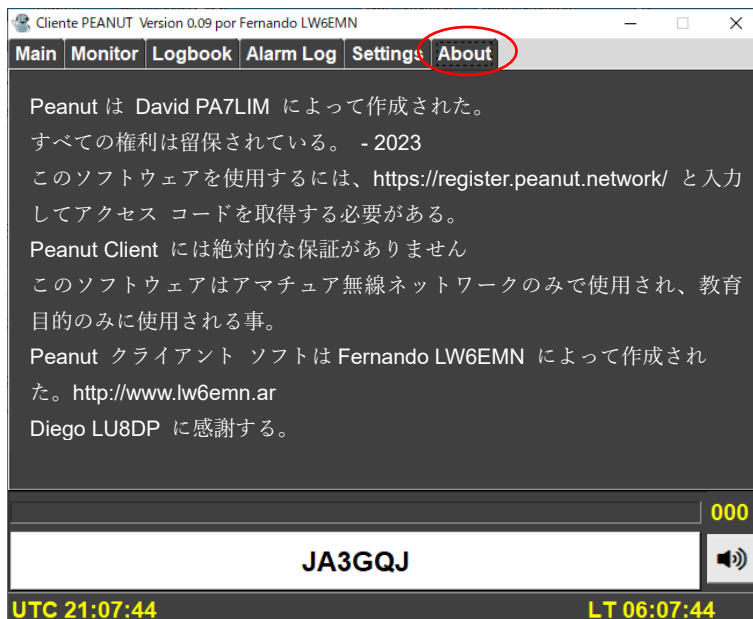 Cliente PEANUT Version 0.09 por Fernando LW6EMN
Main Monitor Logbook Alarm Log Settings About
Peanut は David PA7LIM によって作成された。
すべての権利は留保されている。 - 2023
このソフトウェアを使用するには、https://register.peanut.network/ と入力
してアクセス コードを取得する必要がある。
Peanut Client には絶対的な保証がありません
このソフトウェアはアマチュア無線ネットワークのみで使用され、教育
目的のみに使用される事。
Peanut クライアント ソフトは Fernando LW6EMN によって作成され
た。http://www.lw6emn.ar
Diego LU8DP に感謝する。
000
JA3GQJ
UTC 21:07:44 LT 06:07:44